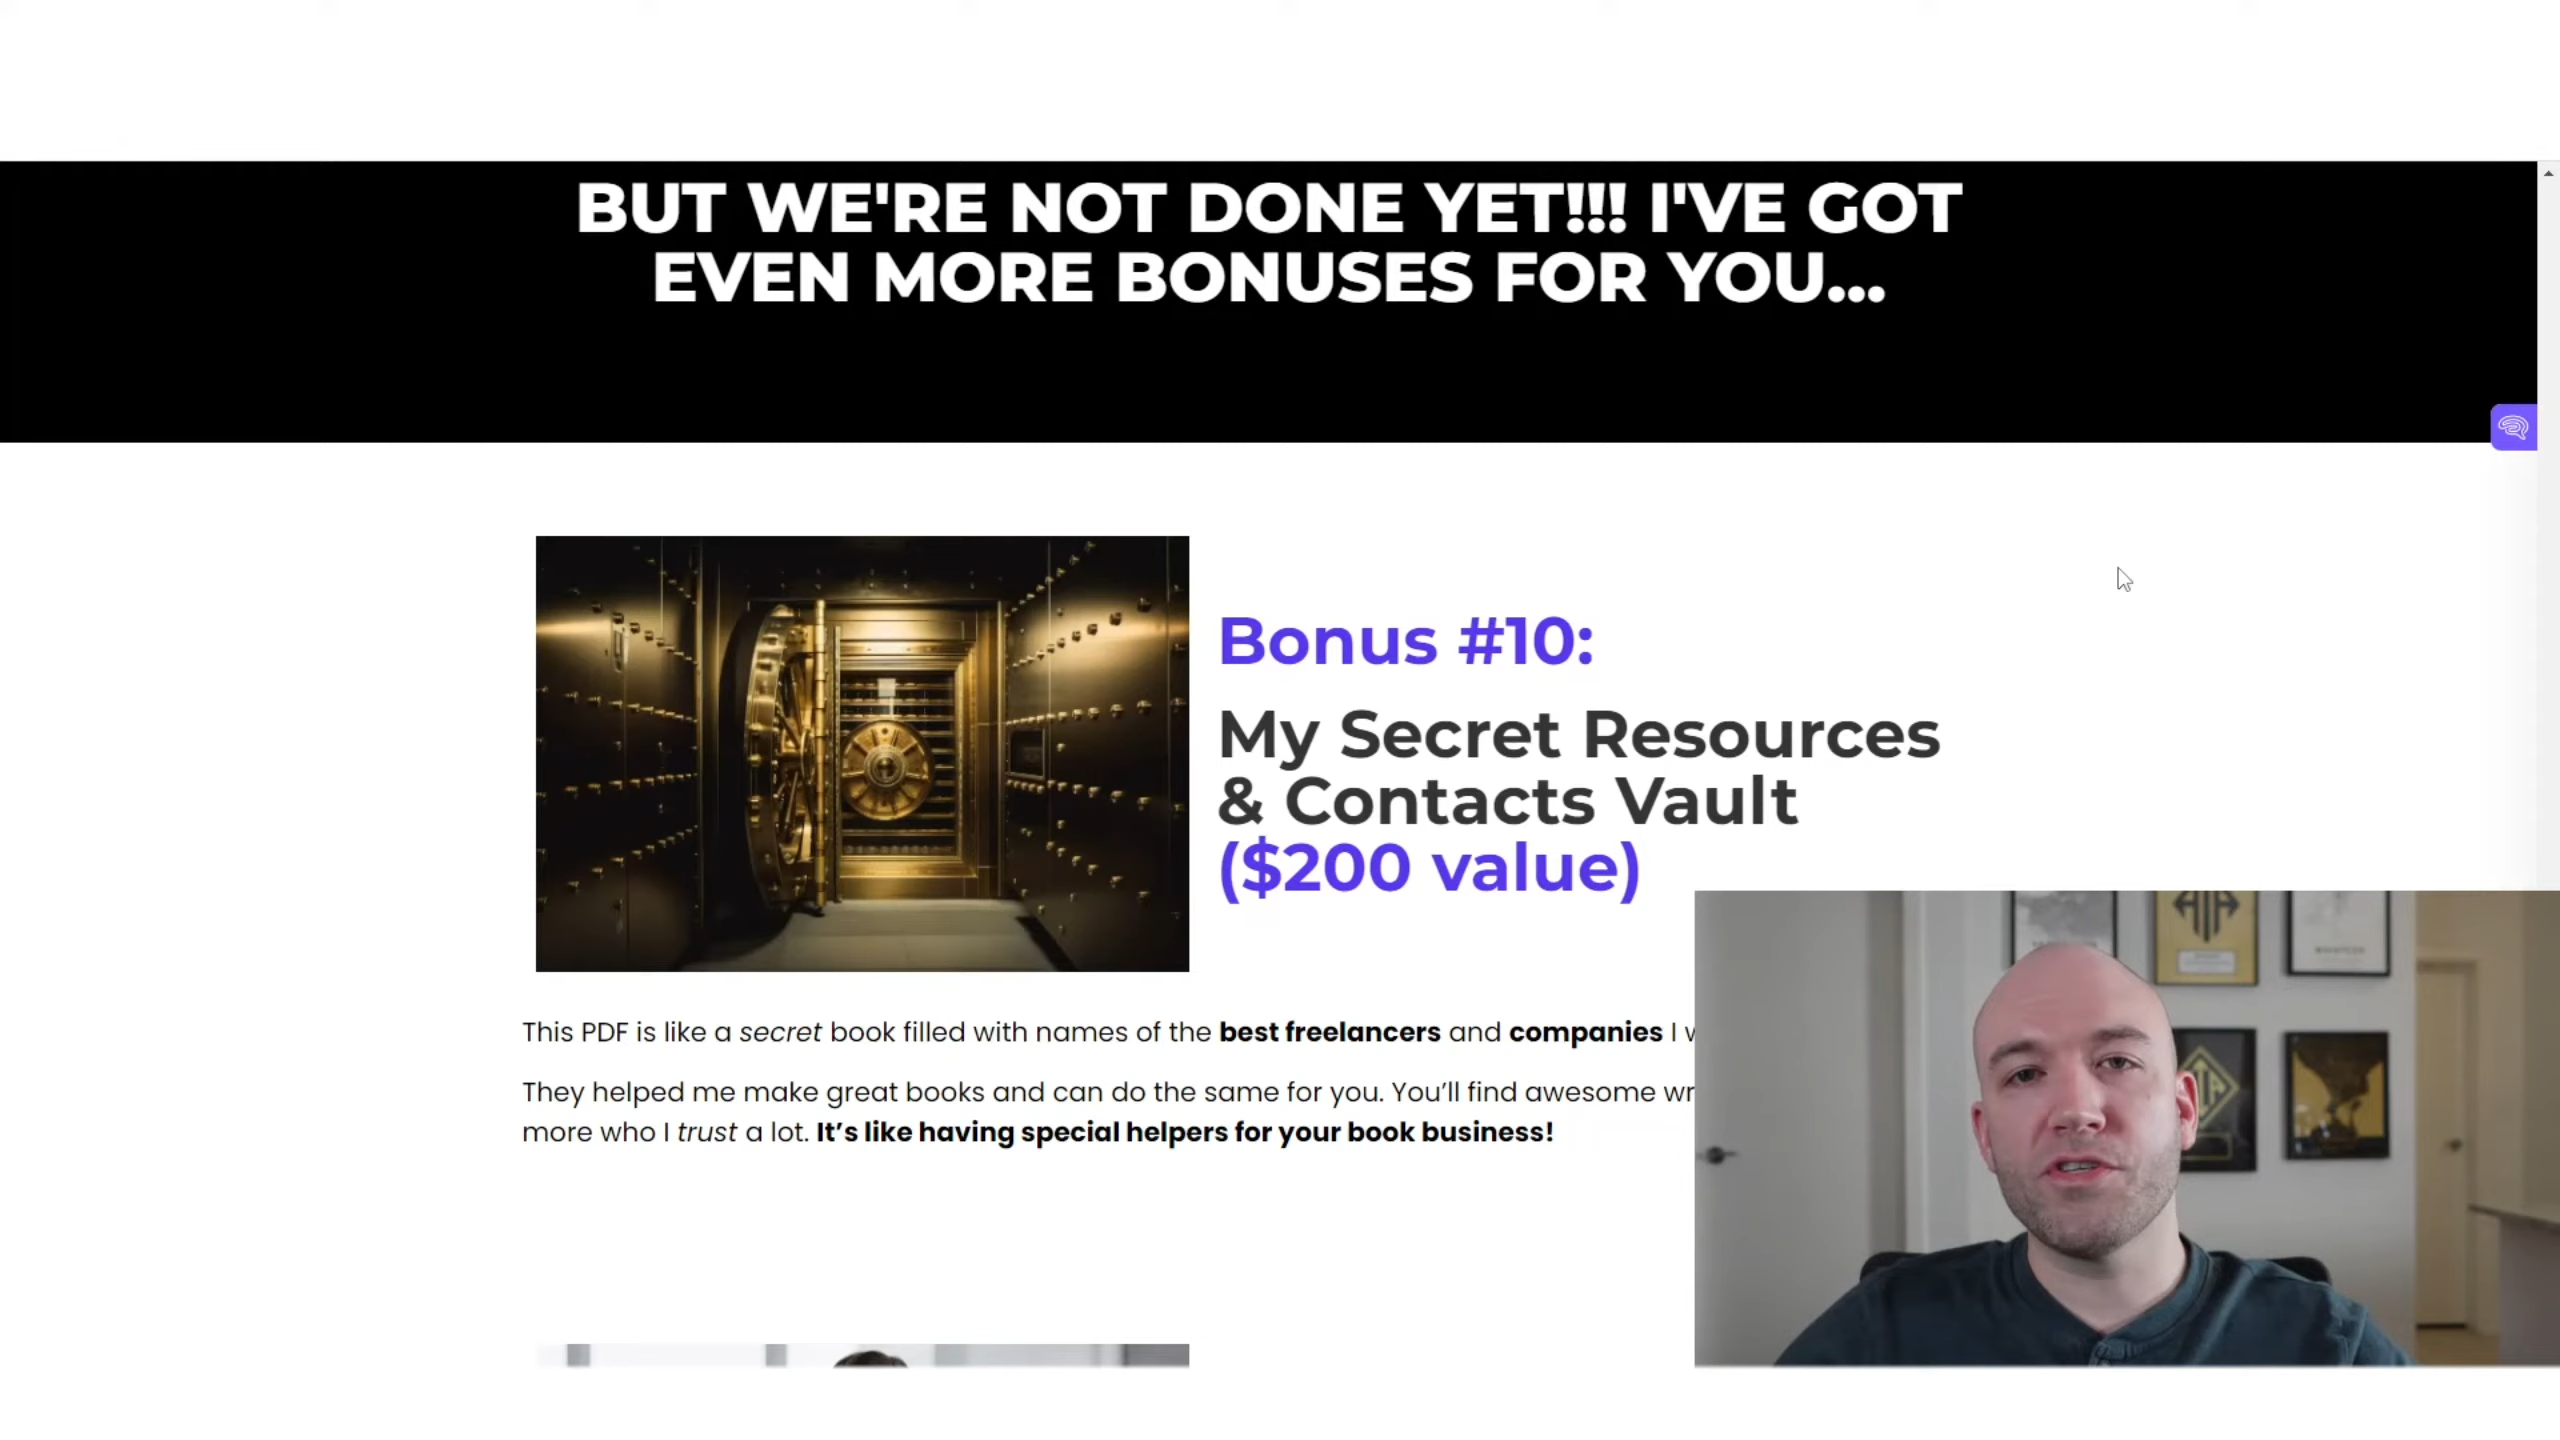 BUT WE'RE NOT DONE YET!!! I'VE GOT
EVEN MORE BONUSES FOR YOU...
Bonus #10:
My Secret Resources
& Contacts Vault
($200 value)
This PDF is like a secret book filled with names of the best freelancers and companies I
They helped me make great books and can do the same for you. You'll find awesome
more who I trust a lot. It's like having special helpers for your book business!